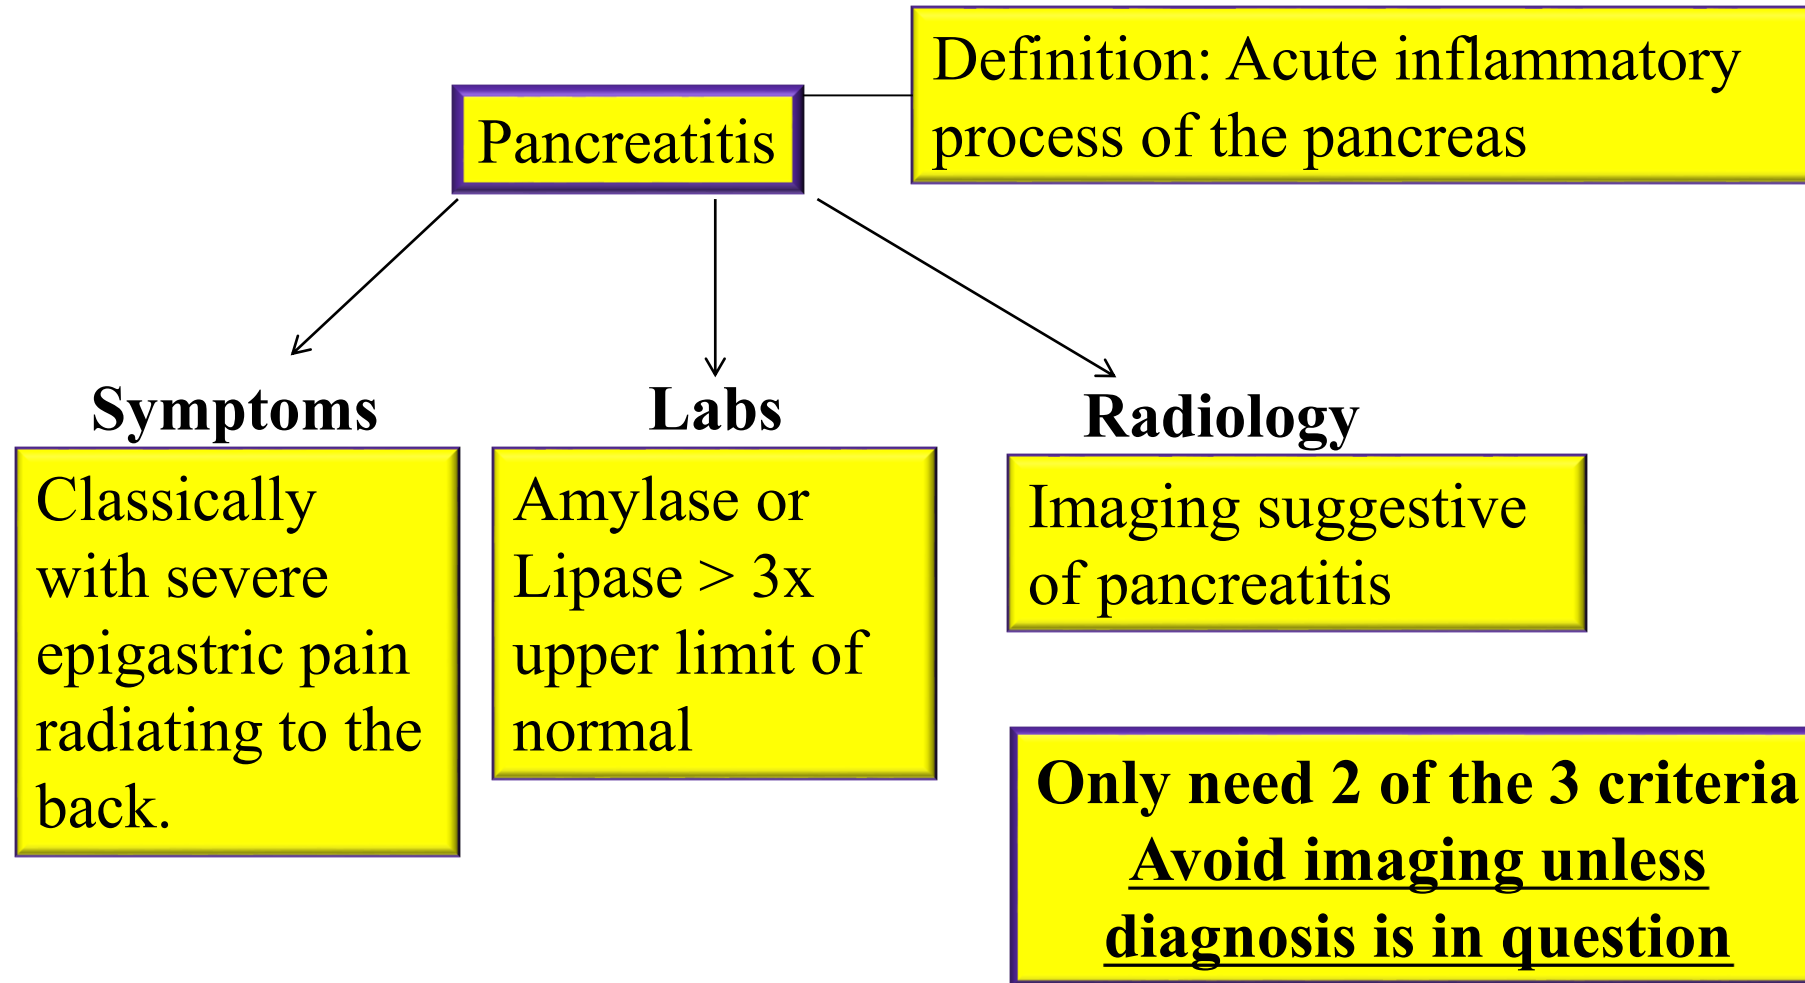 Definition: Acute inflammatory
process of the pancreas
Pancreatitis
Symptoms
Classically
with severe
epigastric pain
radiating to the
back.
Labs
Amylase or
Lipase > 3x
upper limit of
normal
Radiology
Imaging suggestive
of pancreatitis
Only need 2 of the 3 criteria
Avoid imaging unless
diagnosis is in question